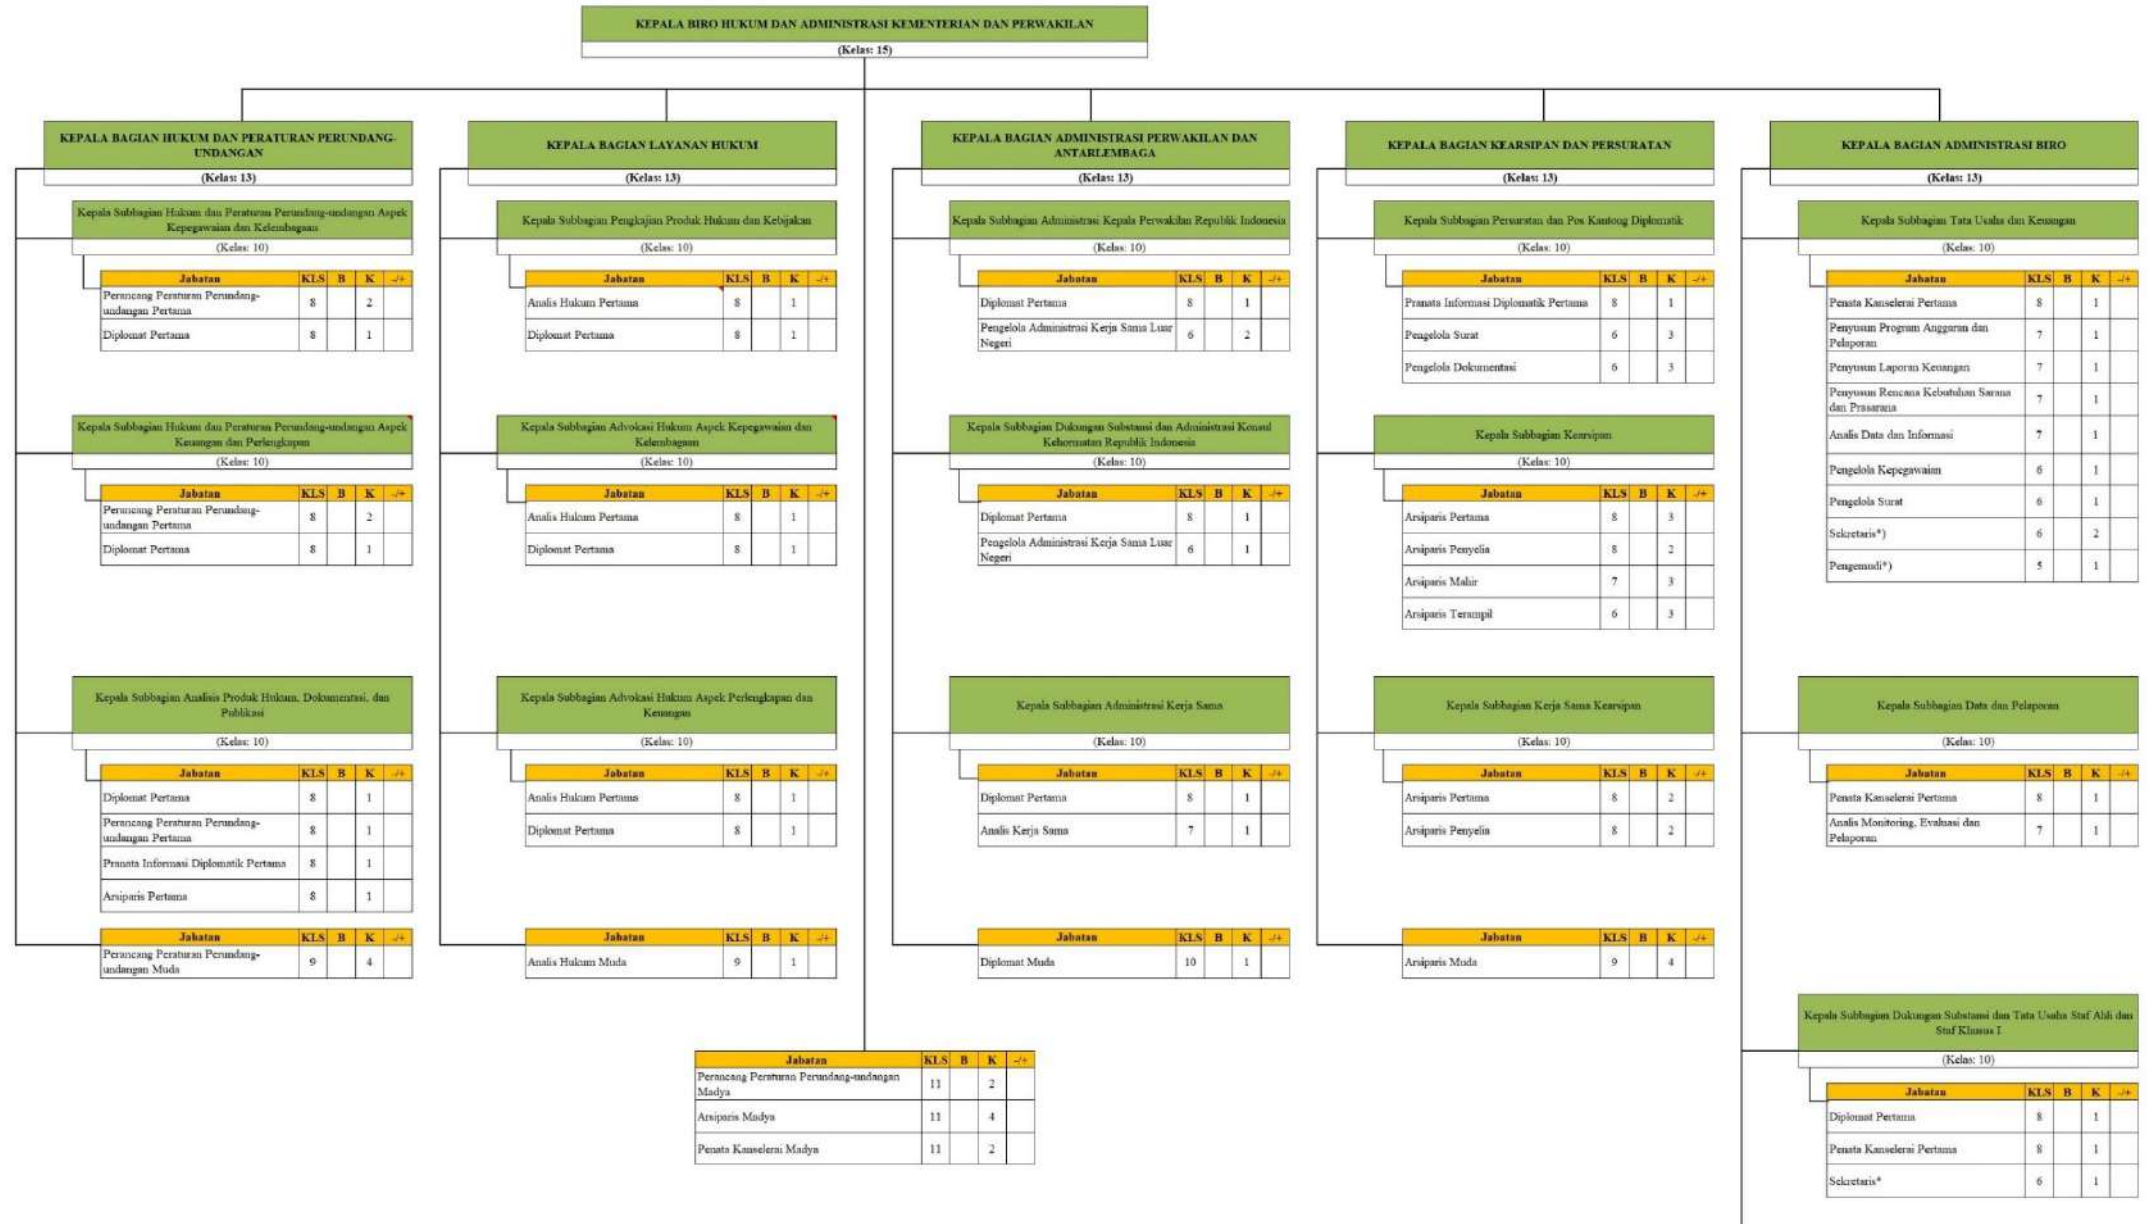 KEPALA BIRO HUKUM DAN ADMINISTRASI KEMENTERIAN DAN PERWAKILAN
(Kelas: 15)
KEPALA BAGIAN HUKUM DAN PERATURAN PERUNDANG-
UNDANGAN
(Kelas: 13)
Kepala Subbagian Hukum dan Peraturan Perundang-undangan Aspek
Kepegawaian dan Kelembagaan
(Kelas: 10)
Jabatan KLS B K -/+
Perancang Peraturan Perundang-
undangan Pertama 8 2
Diplomat Pertama 8 1
Kepala Subbagian Hukum dan Peraturan Perundang-undangan Aspek
Keuangan dan Perlengkapan
(Kelas: 10)
Jabatan KLS B K -/+
Perancang Peraturan Perundang-
undangan Pertama 8 2
Diplomat Pertama 8 1
Kepala Subbagian Analisis Produk Hukum, Dokumentasi, dan
Publikasi
(Kelas: 10)
Jabatan KLS B K -/+
Diplomat Pertama 8 1
Perancang Peraturan Perundang-
undangan Pertama 8 1
Pranata Informasi Diplomatik Pertama 8 1
Arsiparis Pertama 8 1
Jabatan KLS B K -/+
Perancang Peraturan Perundang-
undangan Muda 9 4
KEPALA BAGIAN LAYANAN HUKUM
(Kelas: 13)
Kepala Subbagian Pengkajian Produk Hukum dan Kebijakan
(Kelas: 10)
Jabatan KLS B K -/+
Analis Hukum Pertama 8 1
Diplomat Pertama 8 1
Kepala Subbagian Advokasi Hukum Aspek Kepegawaian dan
Kelembagaan
(Kelas: 10)
Jabatan KLS B K -/+
Analis Hukum Pertama 8 1
Diplomat Pertama 8 1
Kepala Subbagian Advokasi Hukum Aspek Perlengkapan dan
Keuangan
(Kelas: 10)
Jabatan KLS B K -/+
Analis Hukum Pertama 8 1
Diplomat Pertama 8 1
Jabatan KLS B K -/+
Analis Hukum Muda 9 1
KEPALA BAGIAN ADMINISTRASI PERWAKILAN DAN
ANTARLEMBAGA
(Kelas: 13)
Kepala Subbagian Administrasi Kepala Perwakilan Republik Indonesia
(Kelas: 10)
Jabatan KLS B K -/+
Diplomat Pertama 8 1
Pengelola Administrasi Kerja Sama Luar
Negeri 6 2
Kepala Subbagian Dukungan Substansi dan Administrasi Konsul
Kehormatan Republik Indonesia
(Kelas: 10)
Jabatan KLS B K -/+
Diplomat Pertama 8 1
Pengelola Administrasi Kerja Sama Luar
Negeri 6 1
Kepala Subbagian Administrasi Kerja Sama
(Kelas: 10)
Jabatan KLS B K -/+
Diplomat Pertama 8 1
Analis Kerja Sama 7 1
Jabatan KLS B K -/+
Diplomat Muda 10 1
KEPALA BAGIAN KEARSIPAN DAN PERSURATAN
(Kelas: 13)
Kepala Subbagian Persuratan dan Pos Kantong Diplomatik
(Kelas: 10)
Jabatan KLS B K -/+
Pranata Informasi Diplomatik Pertama 8 1
Pengelola Surat 6 3
Pengelola Dokumentasi 6 3
Kepala Subbagian Kearsipan
(Kelas: 10)
Jabatan KLS B K -/+
Arsiparis Pertama 8 3
Arsiparis Penyelia 8 2
Arsiparis Mahir 7 3
Arsiparis Terampil 6 3
Kepala Subbagian Kerja Sama Kearsipan
(Kelas: 10)
Jabatan KLS B K -/+
Arsiparis Pertama 8 2
Arsiparis Penyelia 8 2
Jabatan KLS B K -/+
Arsiparis Muda 9 4
KEPALA BAGIAN ADMINISTRASI BIRO
(Kelas: 13)
Kepala Subbagian Tata Usaha dan Keuangan
(Kelas: 10)
Jabatan KLS B K -/+
Penata Kanselerai Pertama 8 1
Penyusun Program Anggaran dan
Pelaporan 7 1
Penyusun Laporan Keuangan 7 1
Penyusun Rencana Kebutuhan Sarana
dan Prasarana 7 1
Analis Data dan Informasi 7 1
Pengelola Kepegawaian 6 1
Pengelola Surat 6 1
Sekretaris*) 6 2
Pengemudi*) 5 1
Kepala Subbagian Data dan Pelaporan
(Kelas: 10)
Jabatan KLS B K -/+
Penata Kanselerai Pertama 8 1
Analis Monitoring, Evaluasi dan
Pelaporan 7 1
Kepala Subbagian Dukungan Substansi dan Tata Usaha Staf Ahli dan
Staf Khusus I
(Kelas: 10)
Jabatan KLS B K -/+
Diplomat Pertama 8 1
Penata Kanselerai Pertama 8 1
Sekretaris* 6 1
Jabatan KLS B K -/+
Perancang Peraturan Perundang-undangan
Madya 11 2
Arsiparis Madya 11 4
Penata Kanselerai Madya 11 2